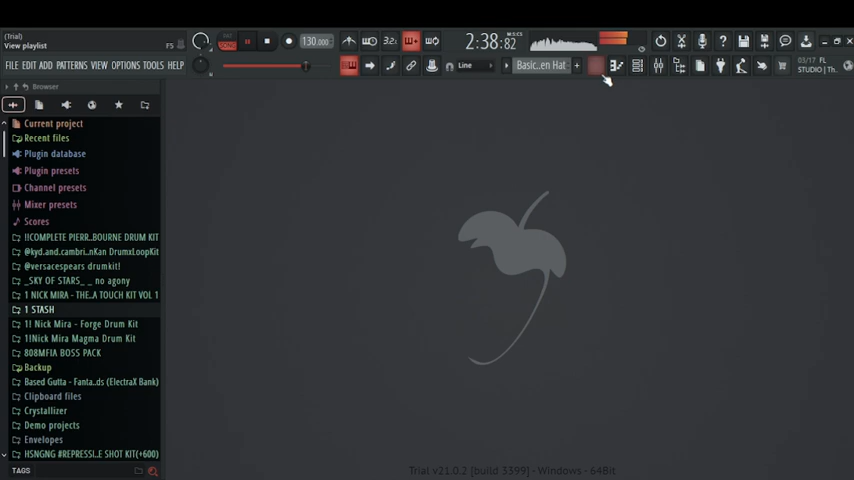 (Trial)
View playlist
F5
SONG
130.000
3.2.
2:38:82
M:S:CS
FILE EDIT ADD PATTERNS VIEW OPTIONS TOOLS HELP
Line
Basic..en Hat
+
03/17 FL
STUDIO | Th..
Browser
Current project
Recent files
Plugin database
Plugin presets
Channel presets
Mixer presets
Scores
!!COMPLETE PIERR..BOURNE DRUM KIT
@kyd.and.cambri..nKan DrumxloopKit
@versacespears drumkit!
_SKY OF STARS_ _ no agony
1 NICK MIRA - THE..A TOUCH KIT VOL 1
1 STASH
1! Nick Mira - Forge Drum Kit
1!Nick Mira Magma Drum Kit
808MFIA BOSS PACK
Backup
Based Gutta - Fanta..ds (ElectraX Bank)
Clipboard files
Crystallizer
Demo projects
Envelopes
HSNGNG #REPRESSI..E SHOT KIT(+600)
TAGS
Trial v21.0.2 [build 3399] - Windows - 64Bit